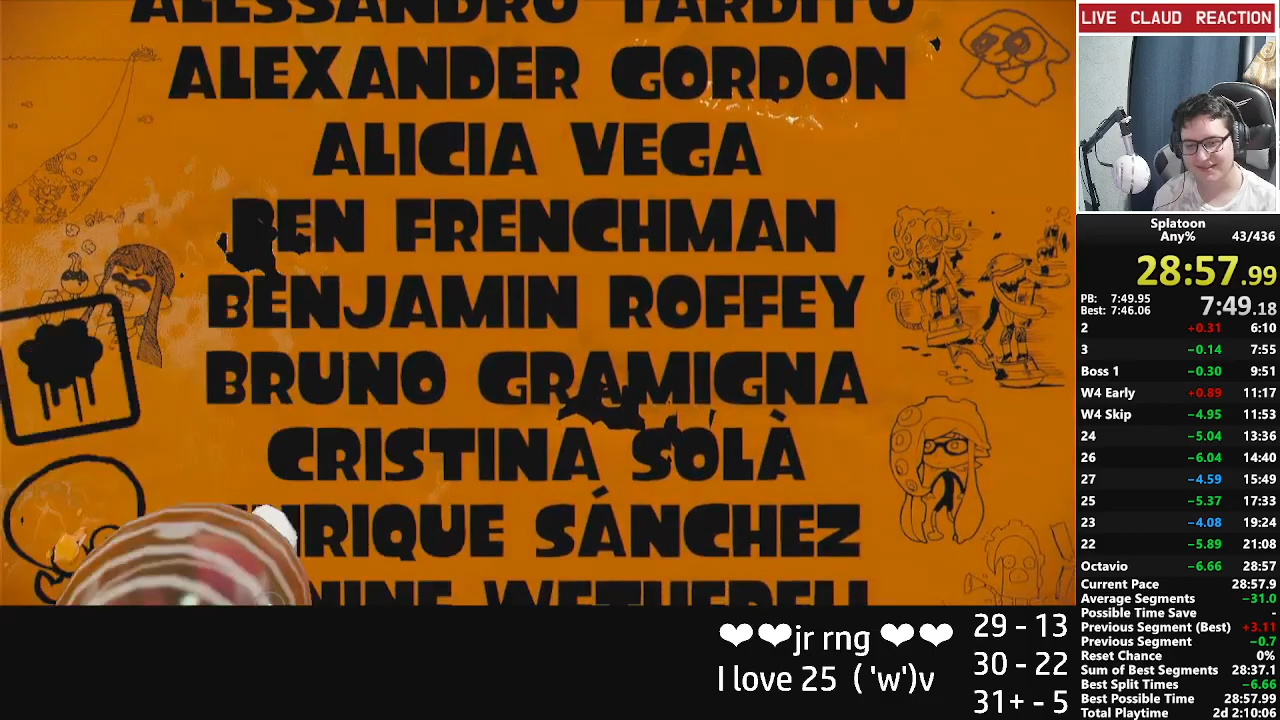 ALESSANDRO TARDITO
ALEXANDER GORDON
ALICIA VEGA
BEN FRENCHMAN
BENJAMIN ROFFEY
BRUNO GRAMIGNA
CRISTINA SOLÀ
ENRIQUE SÁNCHEZ
WETHERELL
❤❤jr rng ❤❤
I love 25 ( 'w')v
29 - 13
30 - 22
31+ - 5
LIVE CLAUD REACTION
Splatoon
Any% 43/436
28:57.99
PB: 7:49.95
Best: 7:46.06
7:49.18
2 +0.31 6:10
3 −0.14 7:55
Boss 1 −0.30 9:51
W4 Early +0.89 11:17
W4 Skip −4.95 11:53
24 −5.04 13:36
26 −6.04 14:40
27 −4.59 15:49
25 −5.37 17:33
23 −4.08 19:24
22 −5.89 21:08
Octavio −6.66 28:57
Current Pace 28:57.9
Average Segments −31.0
Possible Time Save -
Previous Segment (Best) +3.11
Previous Segment −0.7
Reset Chance 0%
Sum of Best Segments 28:37.1
Best Split Times −6.66
Best Possible Time 28:57.99
Total Playtime 2d 2:10:06